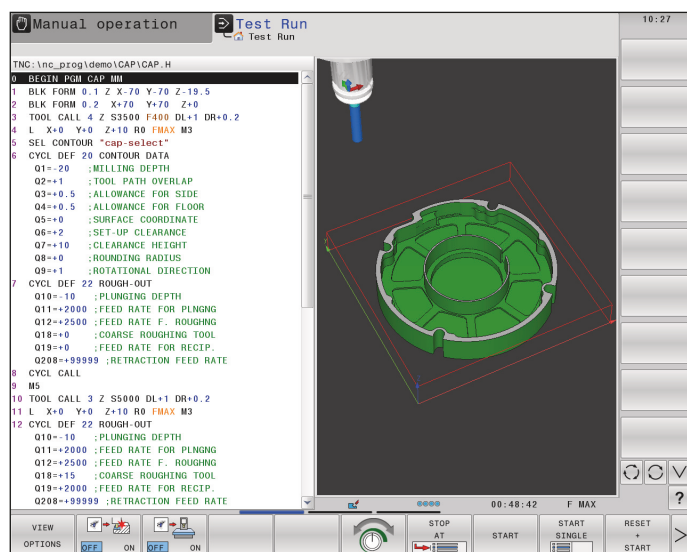 Manual operation
Test Run
Test Run
10:27
TNC:\nc_prog\demo\CAP\CAP.H
0 BEGIN PGM CAP MM
1 BLK FORM 0.1 Z X-70 Y-70 Z-19.5
2 BLK FORM 0.2 X+70 Y+70 Z+0
3 TOOL CALL 4 Z S3500 F400 DL+1 DR+0.2
4 L X+0 Y+0 Z+10 R0 FMAX M3
5 SEL CONTOUR "cap-select"
6 CYCL DEF 20 CONTOUR DATA
Q1=-20 ;MILLING DEPTH
Q2=+1 ;TOOL PATH OVERLAP
Q3=+0.5 ;ALLOWANCE FOR SIDE
Q4=+0.5 ;ALLOWANCE FOR FLOOR
Q5=+0 ;SURFACE COORDINATE
Q6=+2 ;SET-UP CLEARANCE
Q7=+10 ;CLEARANCE HEIGHT
Q8=+0 ;ROUNDING RADIUS
Q9=+1 ;ROTATIONAL DIRECTION
7 CYCL DEF 22 ROUGH-OUT
Q10=-10 ;PLUNGING DEPTH
Q11=+2000 ;FEED RATE FOR PLNGNG
Q12=+2500 ;FEED RATE F. ROUGHNG
Q18=+0 ;COARSE ROUGHING TOOL
Q19=+0 ;FEED RATE FOR RECIP.
Q208=+99999 ;RETRACTION FEED RATE
8 CYCL CALL
9 M5
10 TOOL CALL 3 Z S5000 DL+1 DR+0.2
11 L X+0 Y+0 Z+10 R0 FMAX M3
12 CYCL DEF 22 ROUGH-OUT
Q10=-10 ;PLUNGING DEPTH
Q11=+2000 ;FEED RATE FOR PLNGNG
Q12=+2500 ;FEED RATE F. ROUGHNG
Q18=+15 ;COARSE ROUGHING TOOL
Q19=+2000 ;FEED RATE FOR RECIP.
Q208=+99999 ;RETRACTION FEED RATE
00:48:42 F MAX
?
VIEW
OPTIONS
OFF ON
OFF ON
STOP
AT
START
START
SINGLE
RESET
+
START